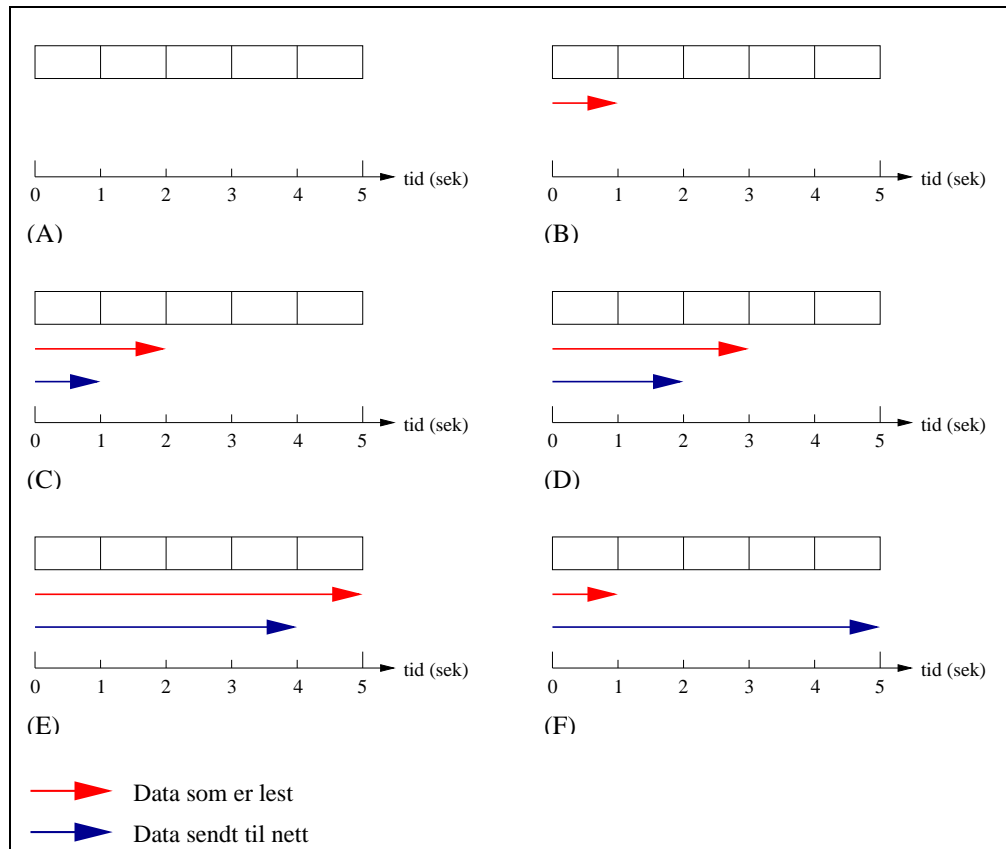 0 1 2 3 4 5 tid (sek)
(A)
0 1 2 3 4 5 tid (sek)
(B)
0 1 2 3 4 5 tid (sek)
(C)
0 1 2 3 4 5 tid (sek)
(D)
0 1 2 3 4 5 tid (sek)
(E)
0 1 2 3 4 5 tid (sek)
(F)
Data som er lest
Data sendt til nett